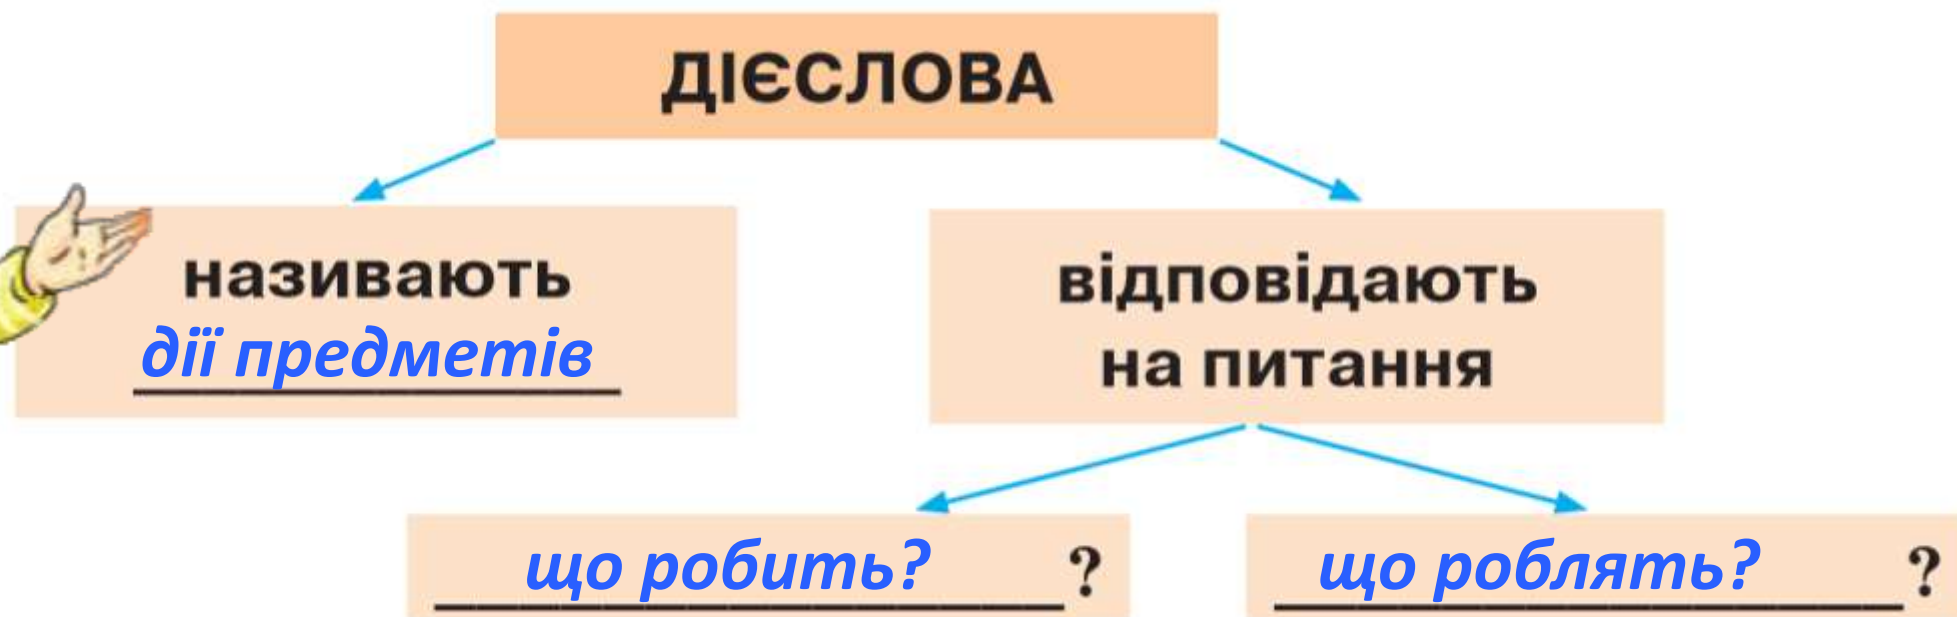 ДІЄСЛОВА
називають
дії предметів
відповідають
на питання
що робить? ?
що роблять? ?